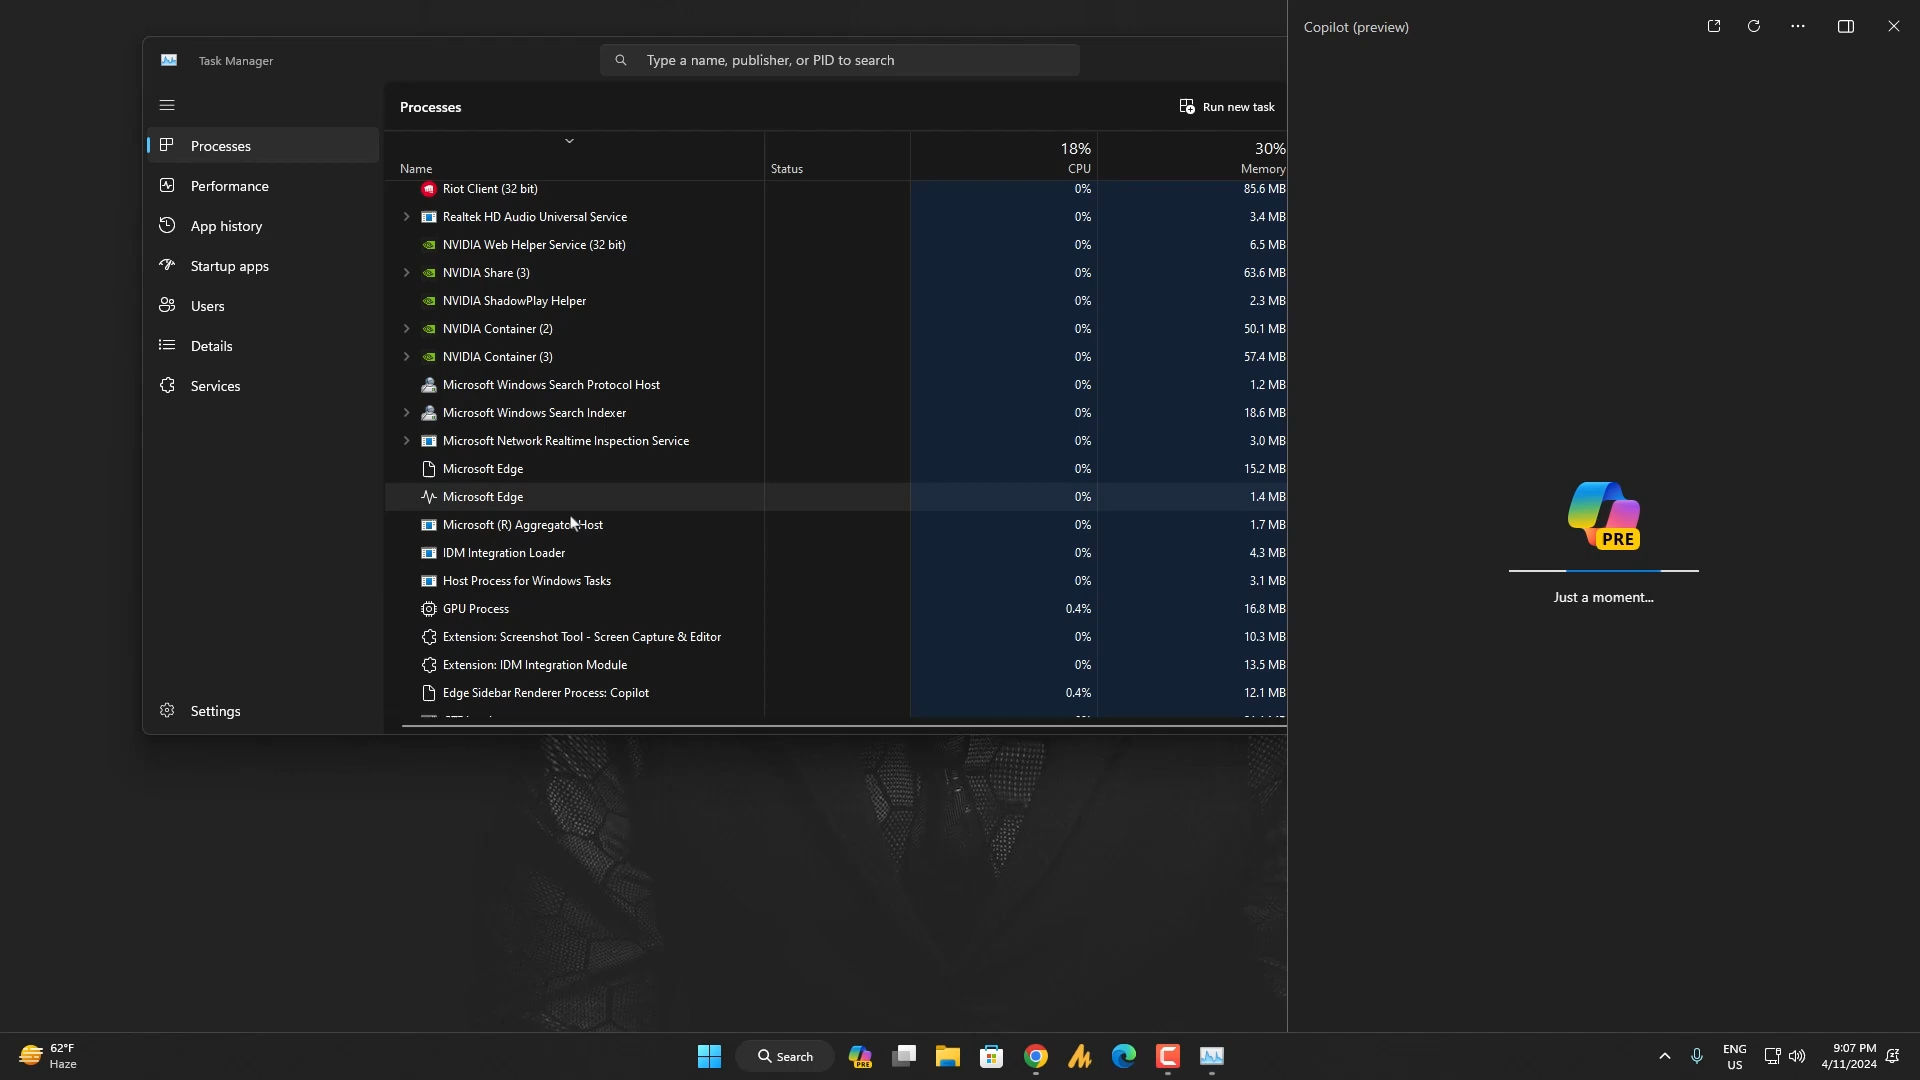 Copilot (preview)
Task Manager
Type a name, publisher, or PID to search
Processes
Run new task
Processes
Performance
App history
Startup apps
Users
Details
Services
Settings
18%
30%
Name
Status
CPU
Memory
Riot Client (32 bit) 0% 85.6 MB
Realtek HD Audio Universal Service 0% 3.4 MB
NVIDIA Web Helper Service (32 bit) 0% 6.5 MB
NVIDIA Share (3) 0% 63.6 MB
NVIDIA ShadowPlay Helper 0% 2.3 MB
NVIDIA Container (2) 0% 50.1 MB
NVIDIA Container (3) 0% 57.4 MB
Microsoft Windows Search Protocol Host 0% 1.2 MB
Microsoft Windows Search Indexer 0% 18.6 MB
Microsoft Network Realtime Inspection Service 0% 3.0 MB
Microsoft Edge 0% 15.2 MB
Microsoft Edge 0% 1.4 MB
Microsoft (R) Aggregator Host 0% 1.7 MB
IDM Integration Loader 0% 4.3 MB
Host Process for Windows Tasks 0% 3.1 MB
GPU Process 0.4% 16.8 MB
Extension: Screenshot Tool - Screen Capture & Editor 0% 10.3 MB
Extension: IDM Integration Module 0% 13.5 MB
Edge Sidebar Renderer Process: Copilot 0.4% 12.1 MB
PRE
Just a moment...
62°F
Haze
Search
PRE
ENG
US
9:07 PM
4/11/2024